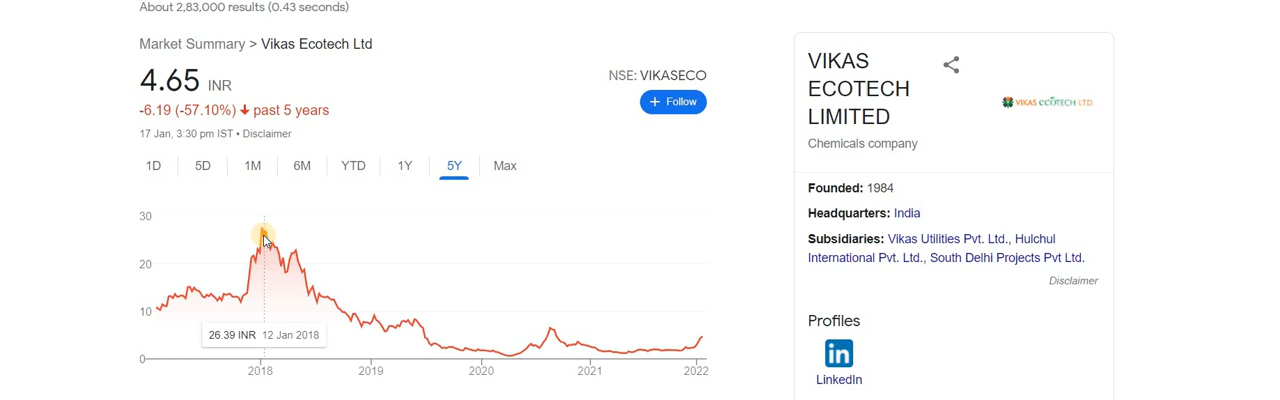 About 2,83,000 results (0.43 seconds)
Market Summary > Vikas Ecotech Ltd
4.65 INR
NSE: VIKASECO
-6.19 (-57.10%) past 5 years
+ Follow
17 Jan, 3:30 pm IST • Disclaimer
1D 5D 1M 6M YTD 1Y 5Y Max
30
20
10
0
26.39 INR 12 Jan 2018
2018 2019 2020 2021 2022
VIKAS
ECOTECH
LIMITED
VIKAS ECOTECH LTD.
Chemicals company
Founded: 1984
Headquarters: India
Subsidiaries: Vikas Utilities Pvt. Ltd., Hulchul
International Pvt. Ltd., South Delhi Projects Pvt Ltd.
Disclaimer
Profiles
in
LinkedIn